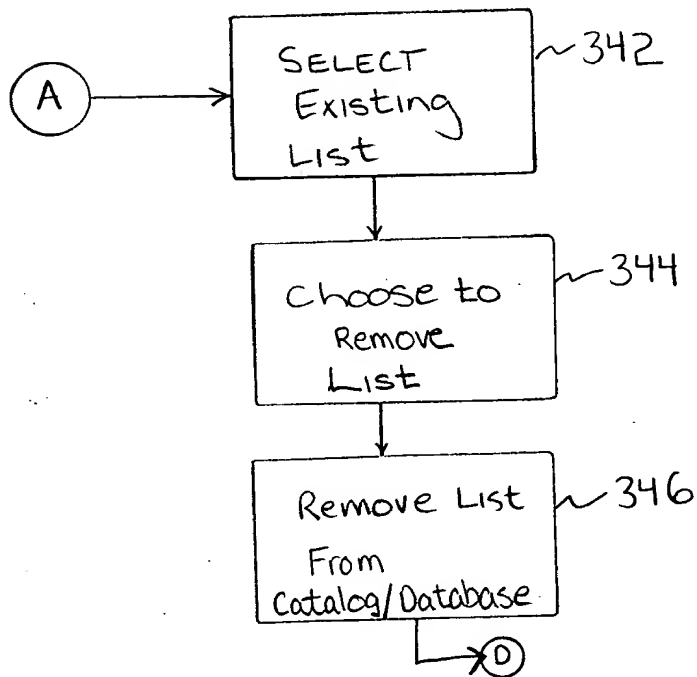 A
SELECT
Existing
List
342
Choose to
Remove
List
344
Remove List
From
Catalog/Database
346
D